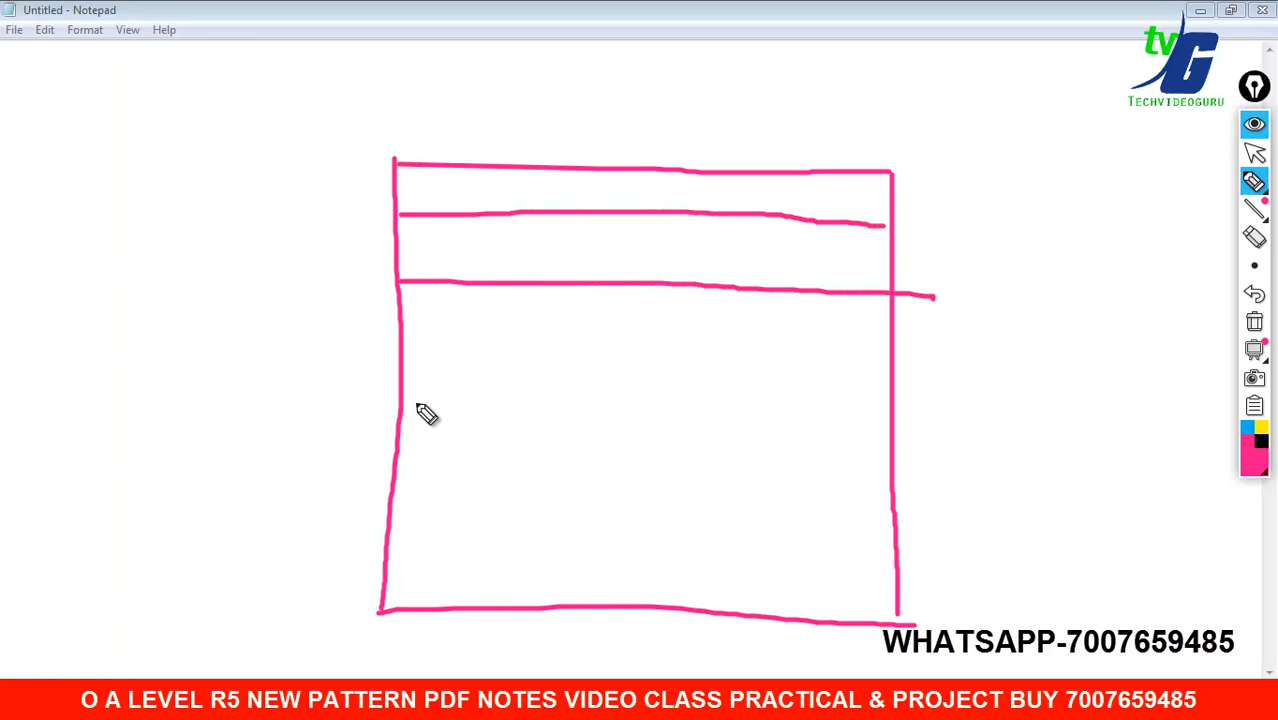 Untitled - Notepad
File Edit Format View Help
tv G
TECHVIDEOGURU
WHATSAPP-7007659485
O A LEVEL R5 NEW PATTERN PDF NOTES VIDEO CLASS PRACTICAL & PROJECT BUY 7007659485